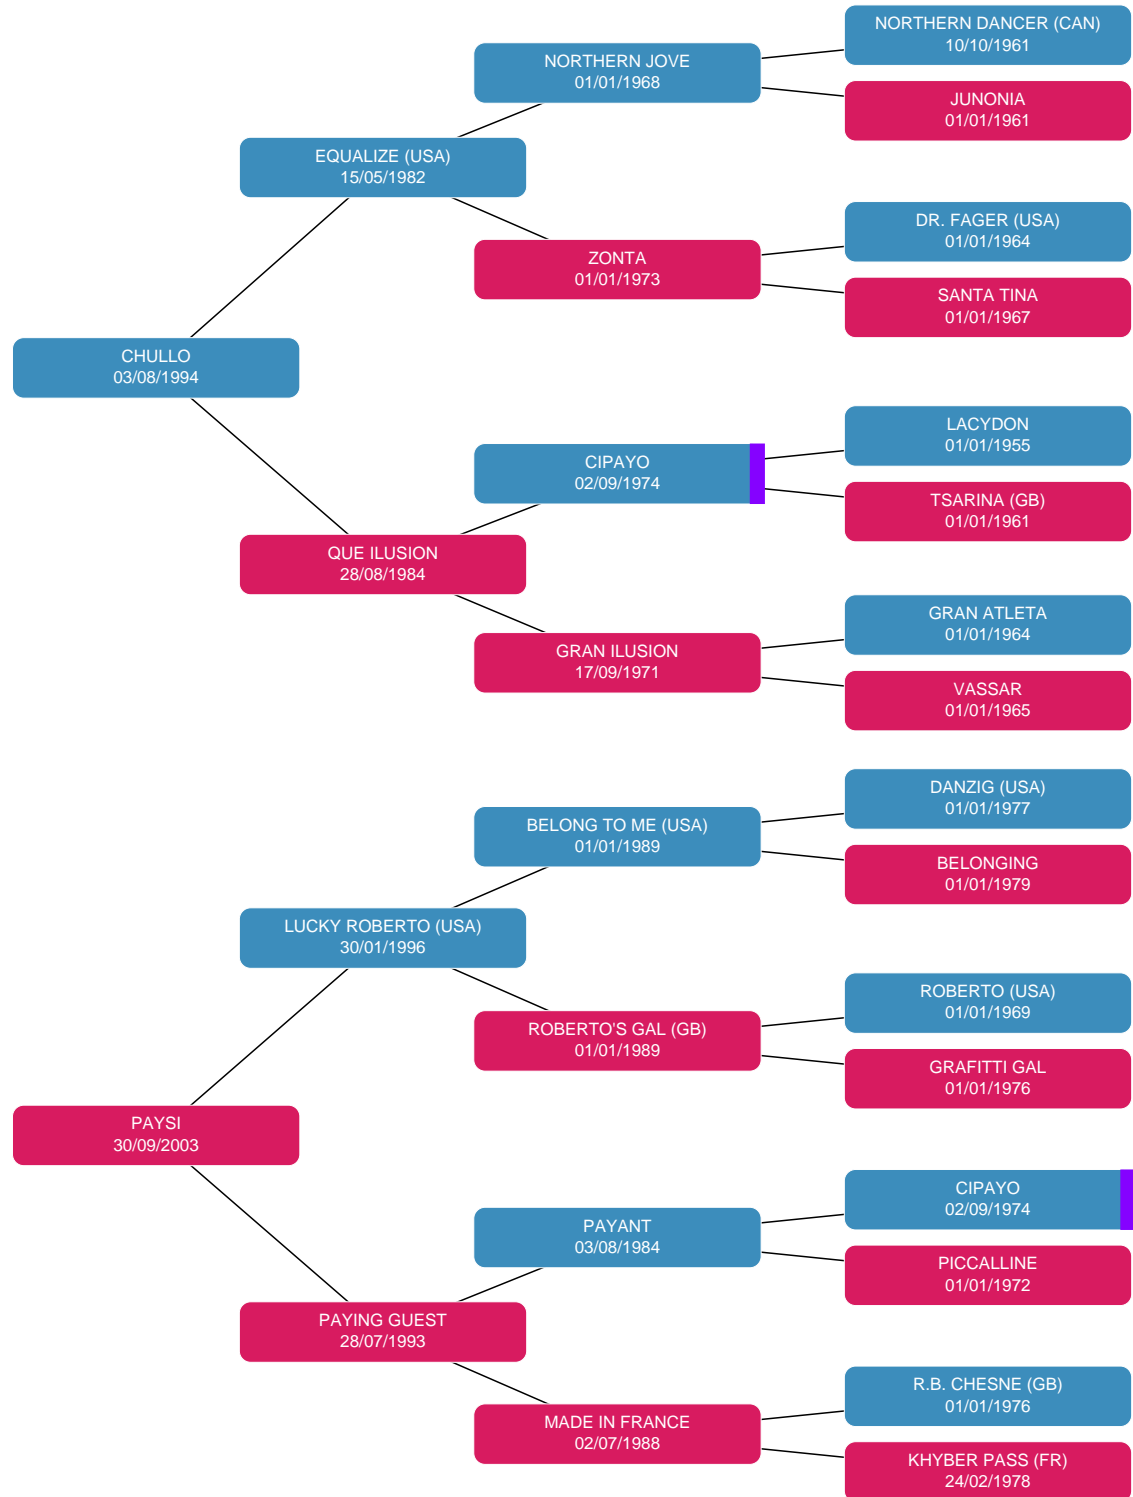 NORTHERN DANCER (CAN)
10/10/1961
NORTHERN JOVE
01/01/1968
JUNONIA
01/01/1961
EQUALIZE (USA)
15/05/1982
DR. FAGER (USA)
01/01/1964
ZONTA
01/01/1973
SANTA TINA
01/01/1967
CHULLO
03/08/1994
LACYDON
01/01/1955
CIPAYO
02/09/1974
TSARINA (GB)
01/01/1961
QUE ILUSION
28/08/1984
GRAN ATLETA
01/01/1964
GRAN ILUSION
17/09/1971
VASSAR
01/01/1965
DANZIG (USA)
01/01/1977
BELONG TO ME (USA)
01/01/1989
BELONGING
01/01/1979
LUCKY ROBERTO (USA)
30/01/1996
ROBERTO (USA)
01/01/1969
ROBERTO'S GAL (GB)
01/01/1989
GRAFITTI GAL
01/01/1976
PAYSI
30/09/2003
CIPAYO
02/09/1974
PAYANT
03/08/1984
PICCALLINE
01/01/1972
PAYING GUEST
28/07/1993
R.B. CHESNE (GB)
01/01/1976
MADE IN FRANCE
02/07/1988
KHYBER PASS (FR)
24/02/1978